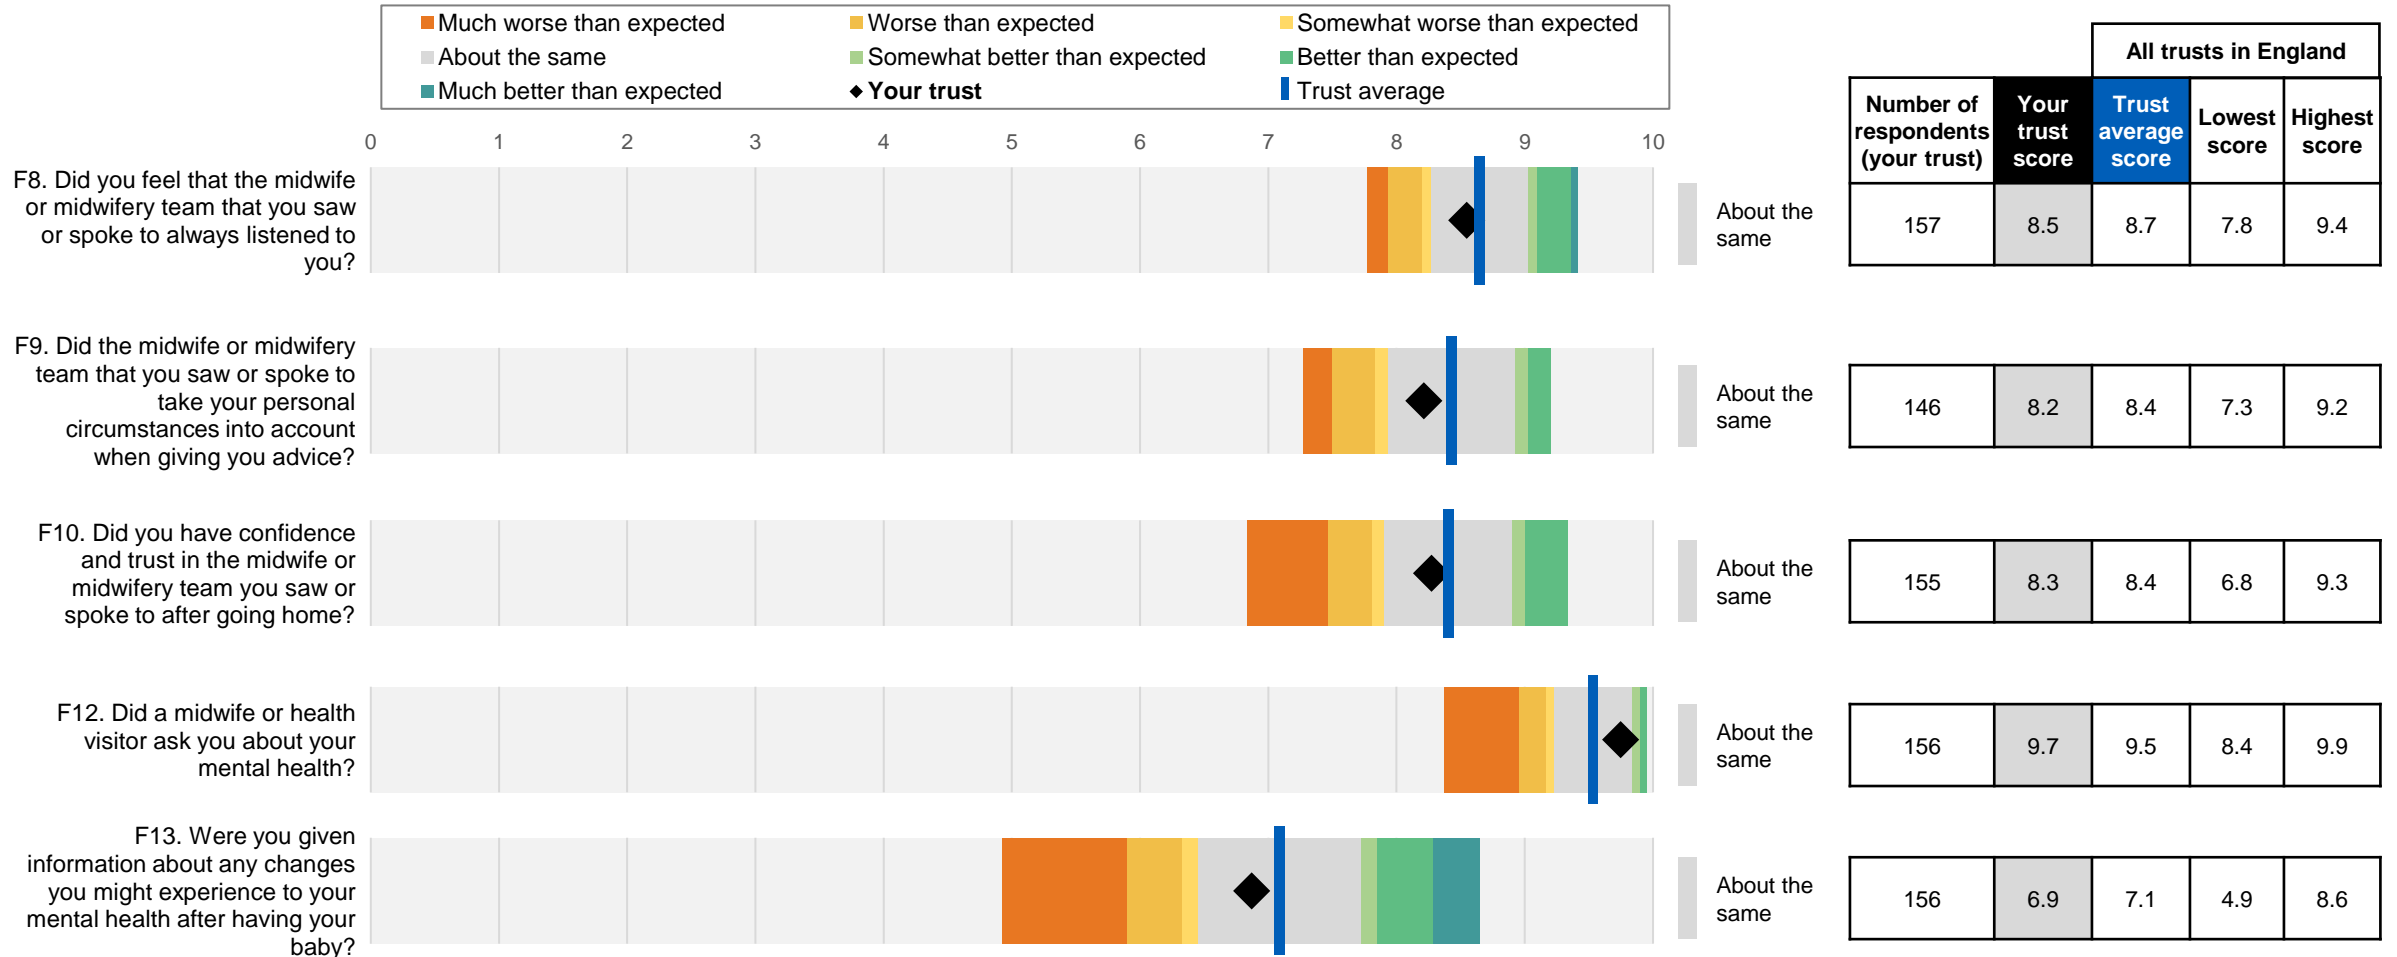 Much worse than expected
Worse than expected
Somewhat worse than expected
About the same
Somewhat better than expected
Better than expected
Much better than expected
Your trust
Trust average
All trusts in England
Number of
respondents
(your trust)
Your
trust
score
Trust
average
score
Lowest
score
Highest
score
0 1 2 3 4 5 6 7 8 9 10
F8. Did you feel that the midwife
or midwifery team that you saw
or spoke to always listened to
you?
About the
same
157 8.5 8.7 7.8 9.4
F9. Did the midwife or midwifery
team that you saw or spoke to
take your personal
circumstances into account
when giving you advice?
About the
same
146 8.2 8.4 7.3 9.2
F10. Did you have confidence
and trust in the midwife or
midwifery team you saw or
spoke to after going home?
About the
same
155 8.3 8.4 6.8 9.3
F12. Did a midwife or health
visitor ask you about your
mental health?
About the
same
156 9.7 9.5 8.4 9.9
F13. Were you given
information about any changes
you might experience to your
mental health after having your
baby?
About the
same
156 6.9 7.1 4.9 8.6